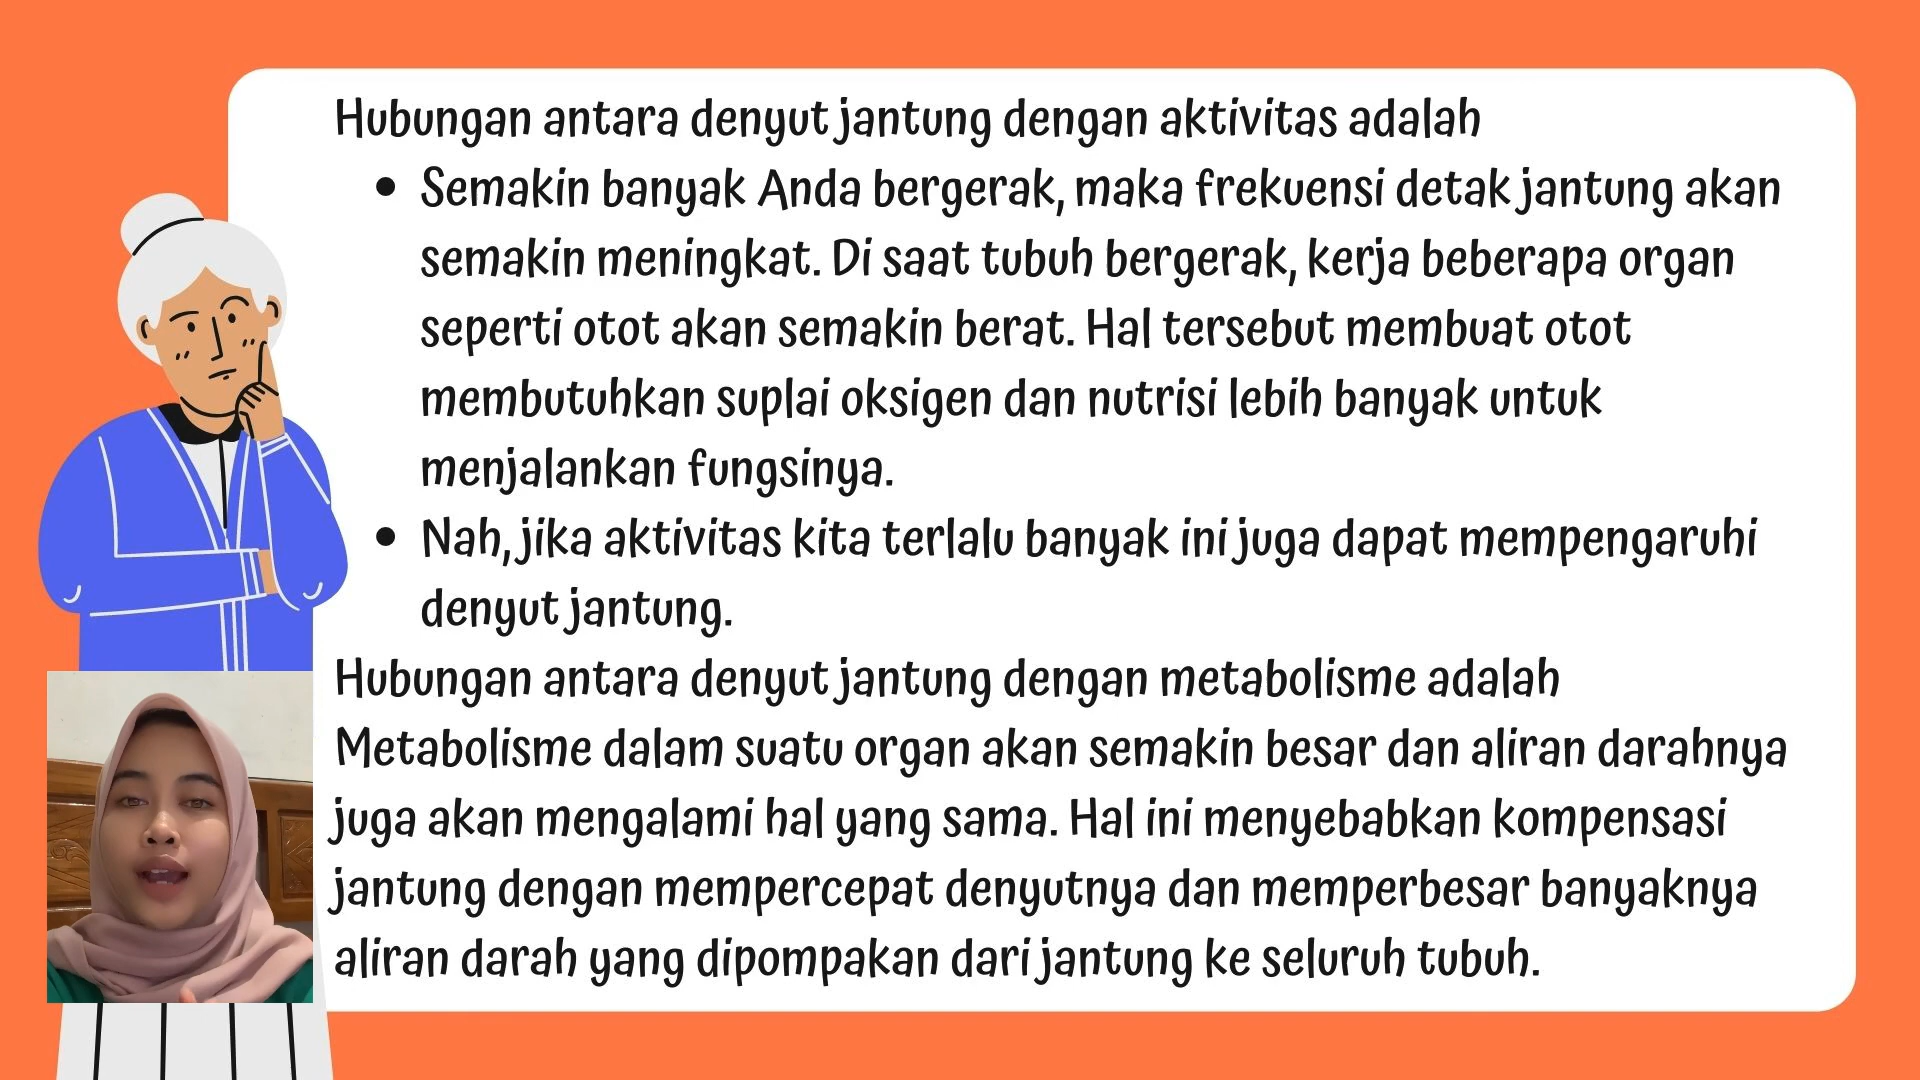 Hubungan antara denyut jantung dengan aktivitas adalah
• Semakin banyak Anda bergerak, maka frekuensi detak jantung akan
semakin meningkat. Di saat tubuh bergerak, kerja beberapa organ
seperti otot akan semakin berat. Hal tersebut membuat otot
membutuhkan suplai oksigen dan nutrisi lebih banyak untuk
menjalankan fungsinya.
• Nah, jika aktivitas kita terlalu banyak ini juga dapat mempengaruhi
denyut jantung.
Hubungan antara denyut jantung dengan metabolisme adalah
Metabolisme dalam suatu organ akan semakin besar dan aliran darahnya
juga akan mengalami hal yang sama. Hal ini menyebabkan kompensasi
jantung dengan mempercepat denyutnya dan memperbesar banyaknya
aliran darah yang dipompakan dari jantung ke seluruh tubuh.